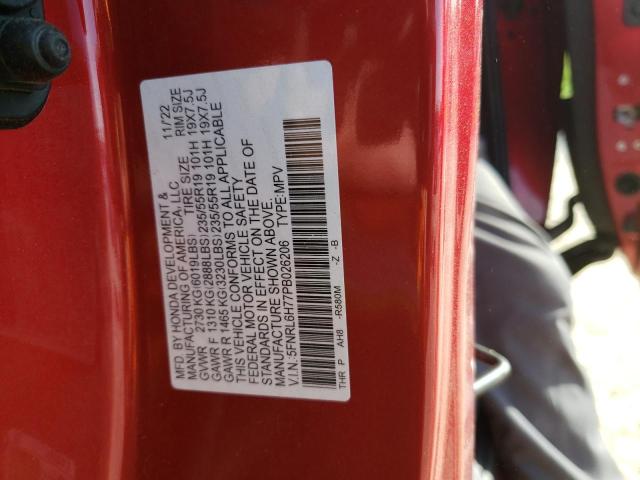 MFD. BY HONDA DEVELOPMENT & 11/22
MANUFACTURING OF AMERICA, LLC
TIRE SIZE RIM SIZE
GVWR 2730 KG(6019LBS)
GAWR F 1310 KG(2888LBS)235/55R19 101H 19X7.5J
GAWR R 1465 KG(3230LBS)235/55R19 101H 19X7.5J
THIS VEHICLE CONFORMS TO ALL APPLICABLE
FEDERAL MOTOR VEHICLE SAFETY
STANDARDS IN EFFECT ON THE DATE OF
MANUFACTURE SHOWN ABOVE.
V.I.N.:5FNRL6H77PB026206 TYPE:MPV
THR P AH8 -R580M -Z -B